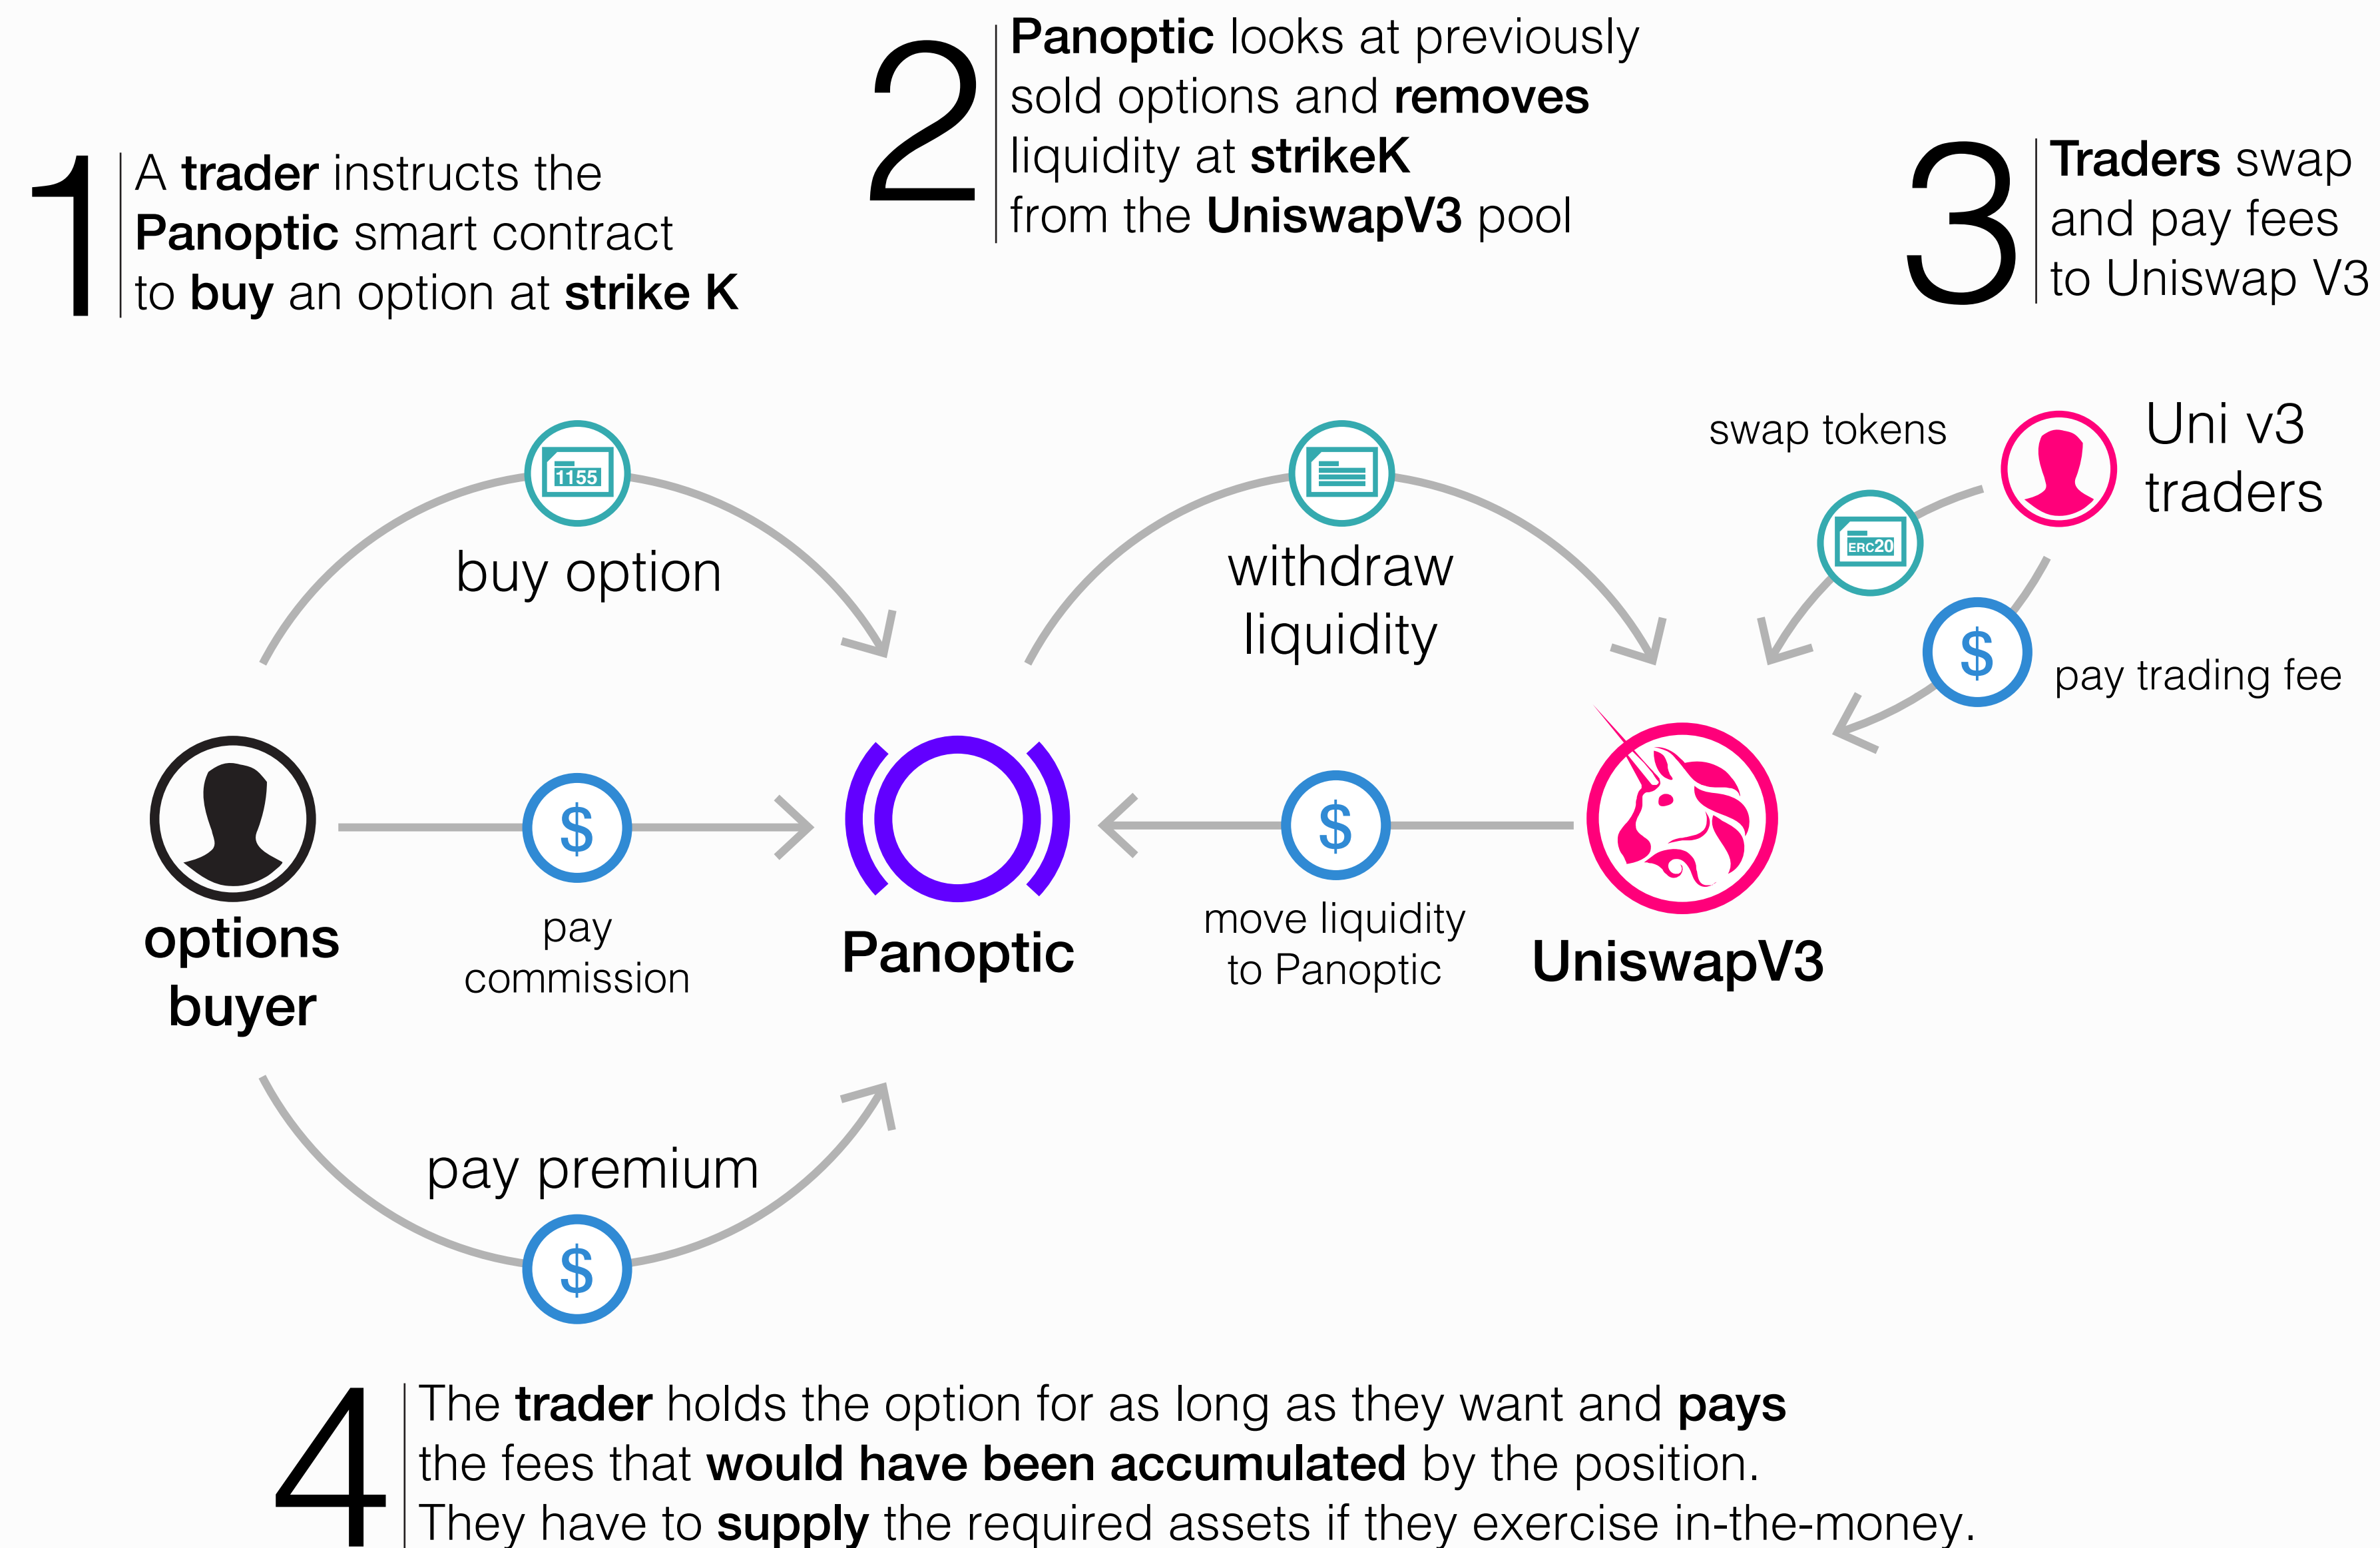 1
A trader instructs the
Panoptic smart contract
to buy an option at strike K
2
Panoptic looks at previously
sold options and removes
liquidity at strikeK
from the UniswapV3 pool
3
Traders swap
and pay fees
to Uniswap V3
1155
buy option
withdraw
liquidity
swap tokens
Uni v3
traders
ERC20
$
pay trading fee
options
buyer
$
pay
commission
Panoptic
$
move liquidity
to Panoptic
UniswapV3
pay premium
$
4
The trader holds the option for as long as they want and pays
the fees that would have been accumulated by the position.
They have to supply the required assets if they exercise in-the-money.